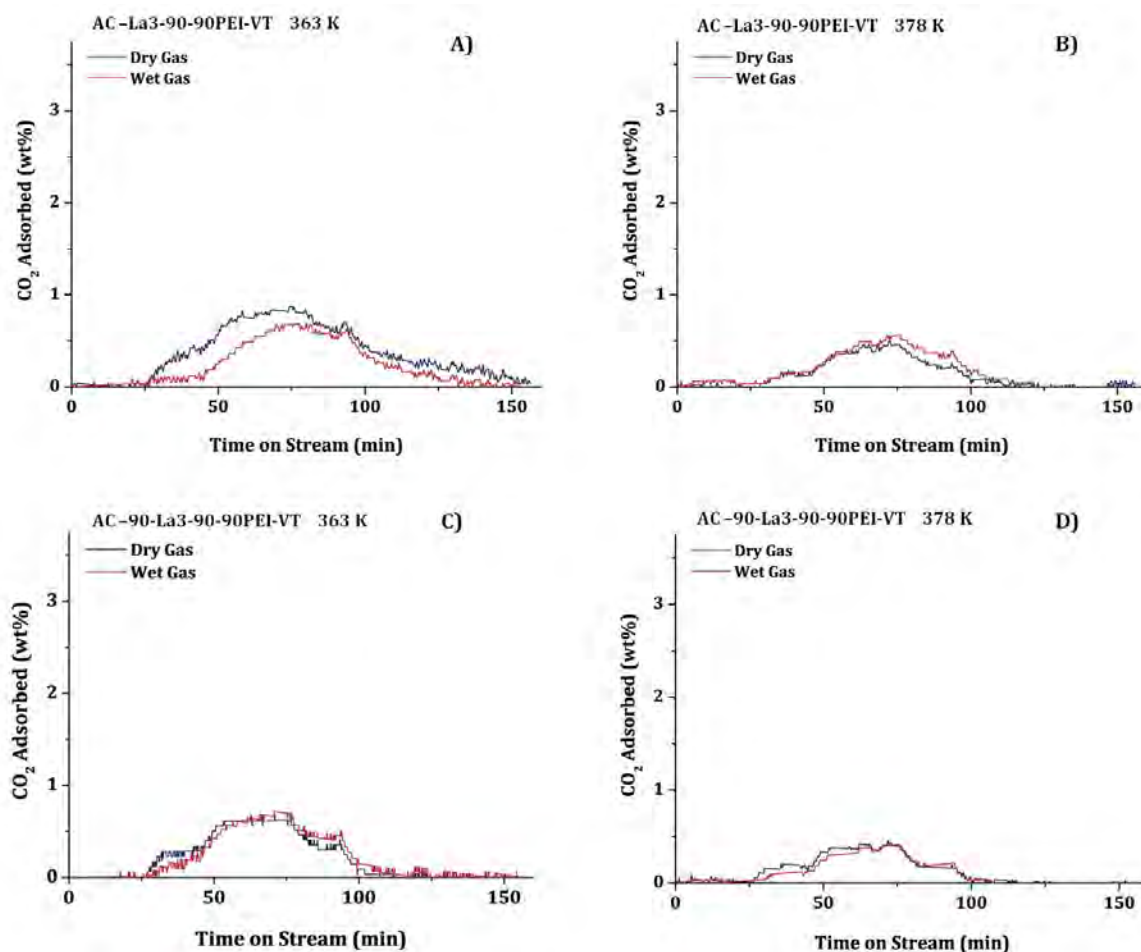 AC–La3-90-90PEI-VT 363 K
A)
Dry Gas
Wet Gas
3
2
1
0
CO2 Adsorbed (wt%)
0 50 100 150
Time on Stream (min)
AC–La3-90-90PEI-VT 378 K
B)
Dry Gas
Wet Gas
3
2
1
0
CO2 Adsorbed (wt%)
0 50 100 150
Time on Stream (min)
AC–90-La3-90-90PEI-VT 363 K
C)
Dry Gas
Wet Gas
3
2
1
0
CO2 Adsorbed (wt%)
0 50 100 150
Time on Stream (min)
AC–90-La3-90-90PEI-VT 378 K
D)
Dry Gas
Wet Gas
3
2
1
0
CO2 Adsorbed (wt%)
0 50 100 150
Time on Stream (min)